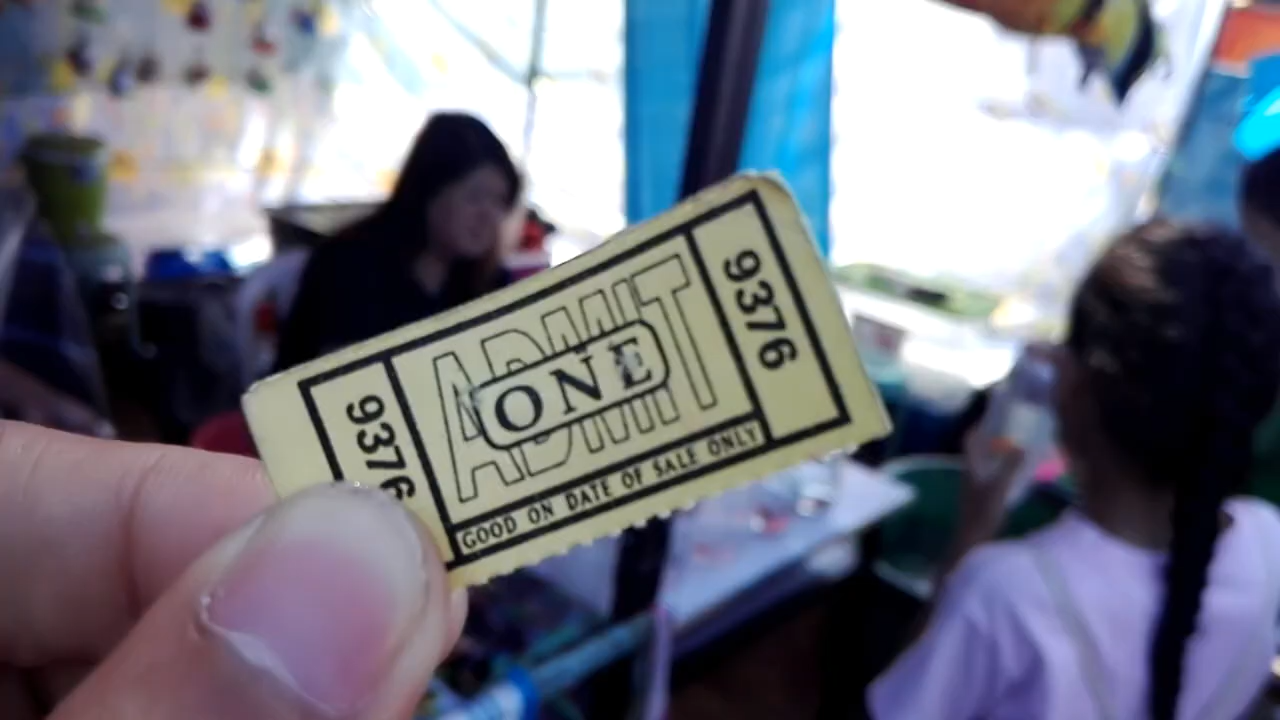 9376
ADMIT
ONE
GOOD ON DATE OF SALE ONLY
9376